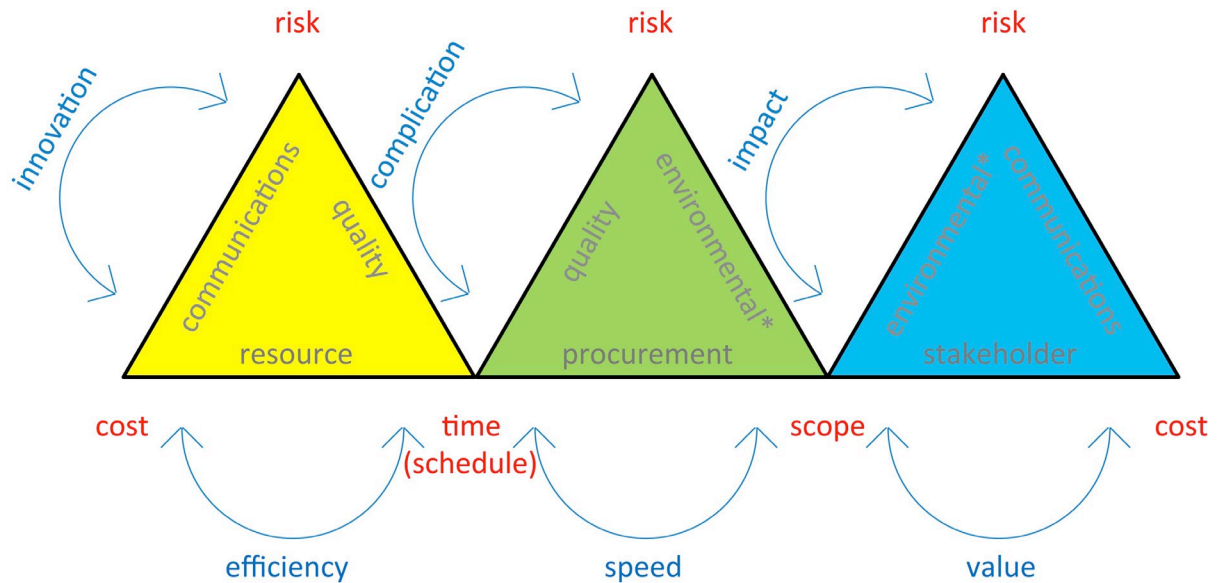 risk
risk
risk
innovation
complication
impact
communications
quality
quality
environmental*
environmental*
communications
resource
procurement
stakeholder
cost
time
(schedule)
scope
cost
efficiency
speed
value